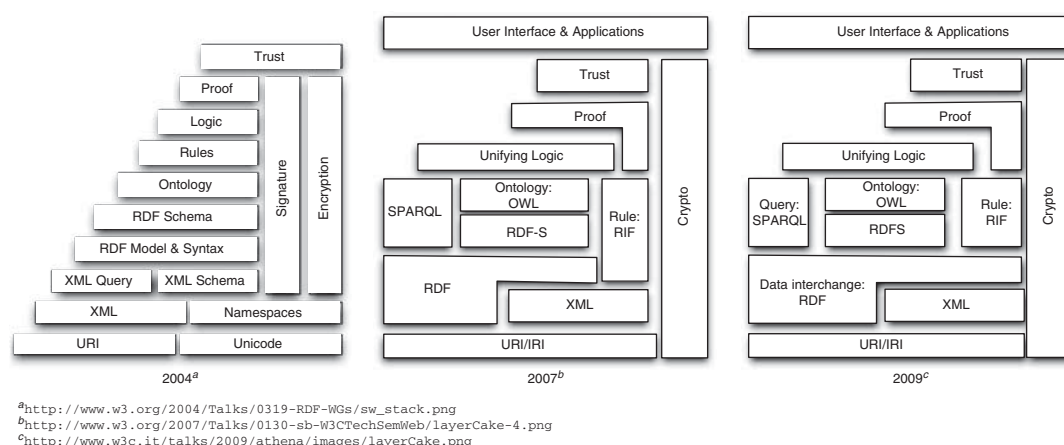 Trust
Proof
Logic
Rules
Ontology
RDF Schema
RDF Model & Syntax
XML Query
XML Schema
Signature
Encryption
XML
Namespaces
URI
Unicode
2004a
User Interface & Applications
Trust
Proof
Unifying Logic
SPARQL
Ontology:
OWL
RDF-S
Rule:
RIF
Crypto
RDF
XML
URI/IRI
2007b
User Interface & Applications
Trust
Proof
Unifying Logic
Query:
SPARQL
Ontology:
OWL
RDFS
Rule:
RIF
Crypto
Data interchange:
RDF
XML
URI/IRI
2009c
ahttp://www.w3.org/2004/Talks/0319-RDF-WGs/sw_stack.png
bhttp://www.w3.org/2007/Talks/0130-sb-W3CTechSemWeb/layerCake-4.png
chttp://www.w3c.it/talks/2009/athena/images/layerCake.png